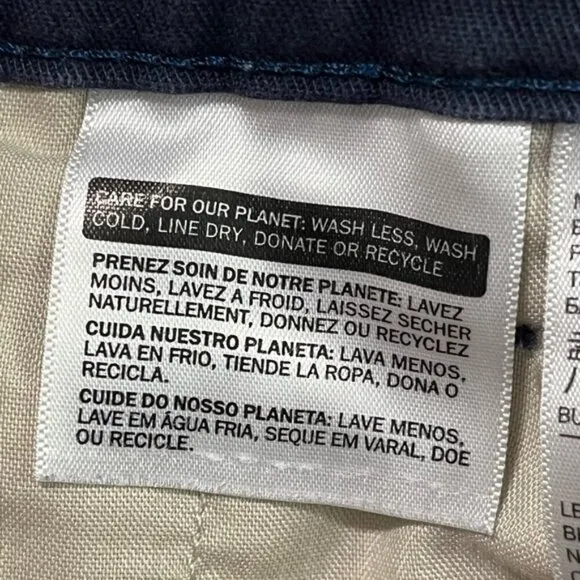 CARE FOR OUR PLANET: WASH LESS, WASH
COLD, LINE DRY, DONATE OR RECYCLE
PRENEZ SOIN DE NOTRE PLANETE: LAVEZ
MOINS, LAVEZ A FROID, LAISSEZ SECHER
NATURELLEMENT, DONNEZ OU RECYCLEZ
CUIDA NUESTRO PLANETA: LAVA MENOS,
LAVA EN FRIO, TIENDE LA ROPA, DONA O
RECICLA.
CUIDE DO NOSSO PLANETA: LAVE MENOS,
LAVE EM ÁGUA FRIA, SEQUE EM VARAL, DOE
OU RECICLE.
BU
LE